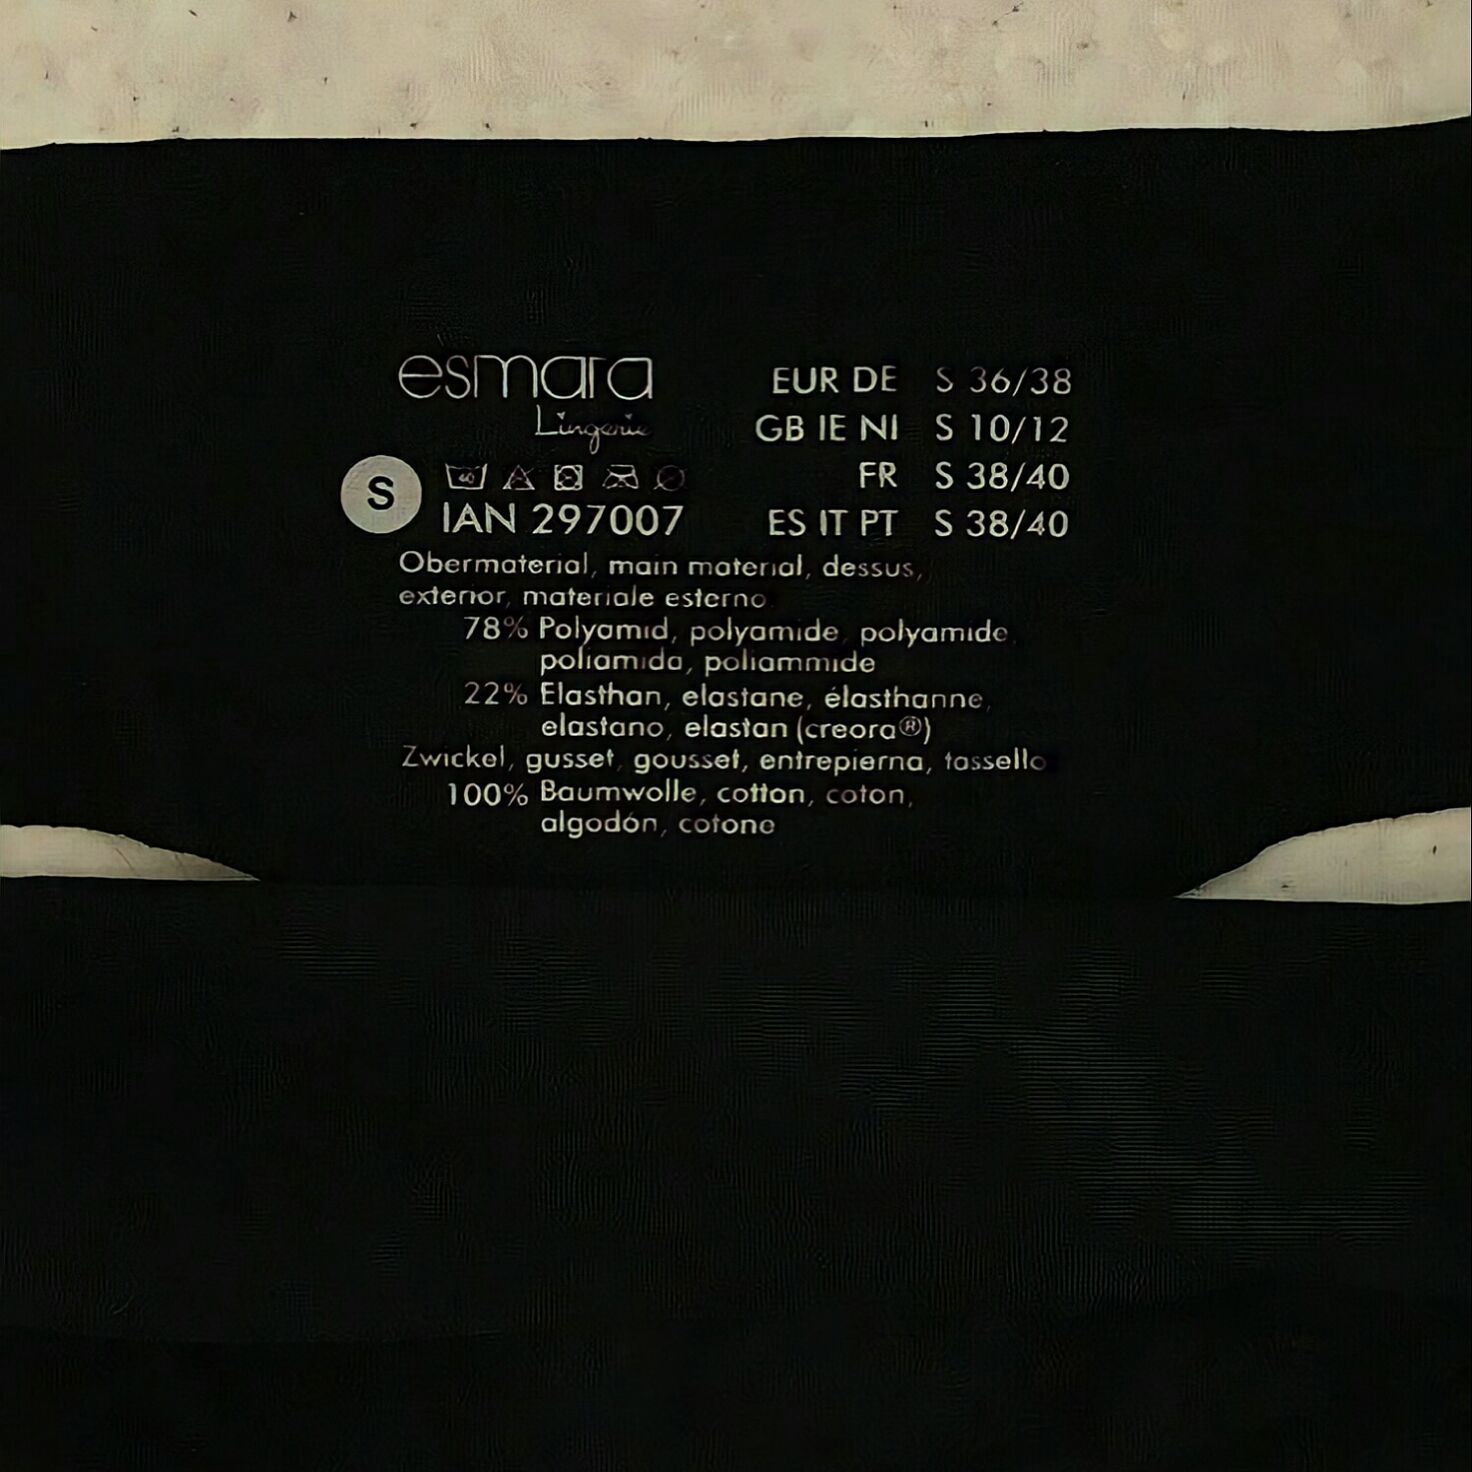 esmara
Lingerie
EUR DE S 36/38
GB IE NI S 10/12
FR S 38/40
ES IT PT S 38/40
S
40
IAN 297007
Obermaterial, main material, dessus,
exterior, materiale esterno
78% Polyamid, polyamide, polyamide,
poliamida, poliammide
22% Elasthan, elastane, élasthanne,
elastano, elastan (creora®)
Zwickel, gusset, gousset, entrepierna, tassello
100% Baumwolle, cotton, coton,
algodón, cotone